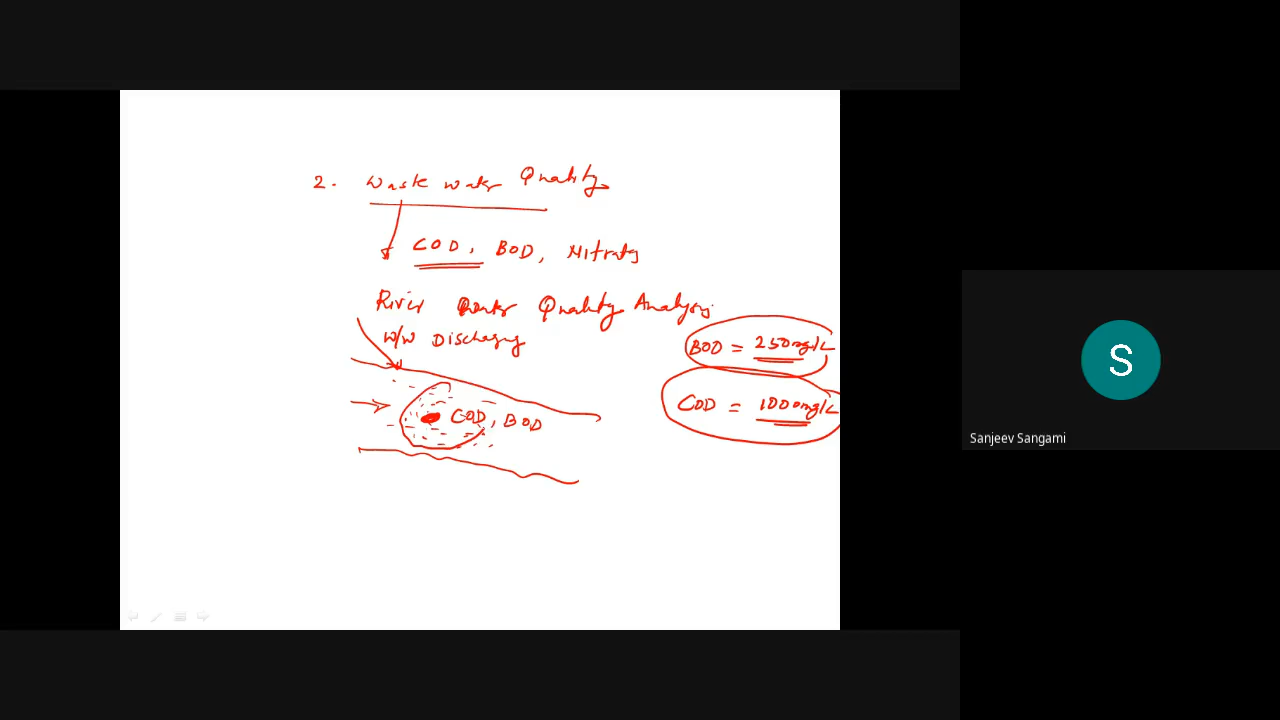 2. Waste water Quality
COD, BOD, Nitrates
River water Quality Analysis
w/w Discharging
BOD = 250mg/L
COD = 1000mg/L
COD, BOD
S
Sanjeev Sangami